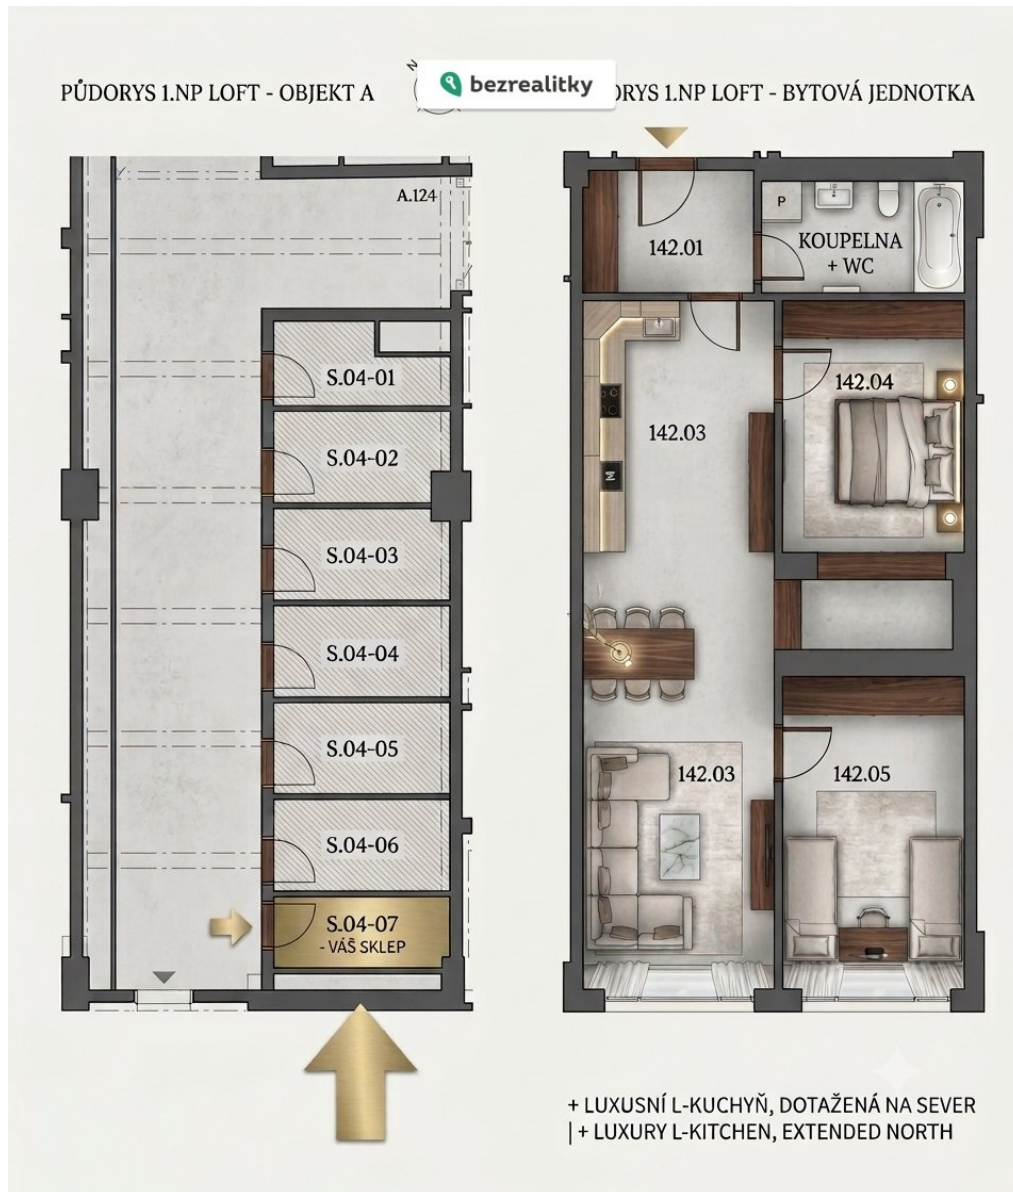 PŮDORYS 1.NP LOFT - OBJEKT A
N
bezrealitky
DORYS 1.NP LOFT - BYTOVÁ JEDNOTKA
A.124
S.04-01
S.04-02
S.04-03
S.04-04
S.04-05
S.04-06
S.04-07
- VÁŠ SKLEP
142.01
P
KOUPELNA
+ WC
142.04
142.03
M
142.03
142.05
+ LUXUSNÍ L-KUCHYŇ, DOTAŽENÁ NA SEVER
| + LUXURY L-KITCHEN, EXTENDED NORTH